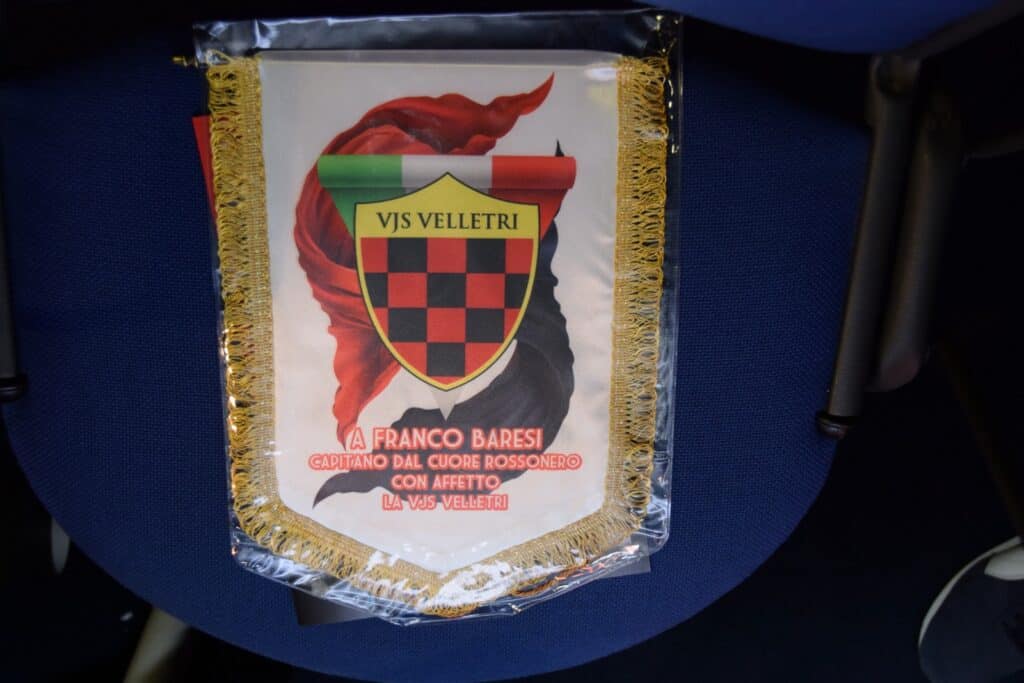 VJS VELLETRI
A FRANCO BARESI
CAPITANO DAL CUORE ROSSONERO
CON AFFETTO
LA VJS VELLETRI